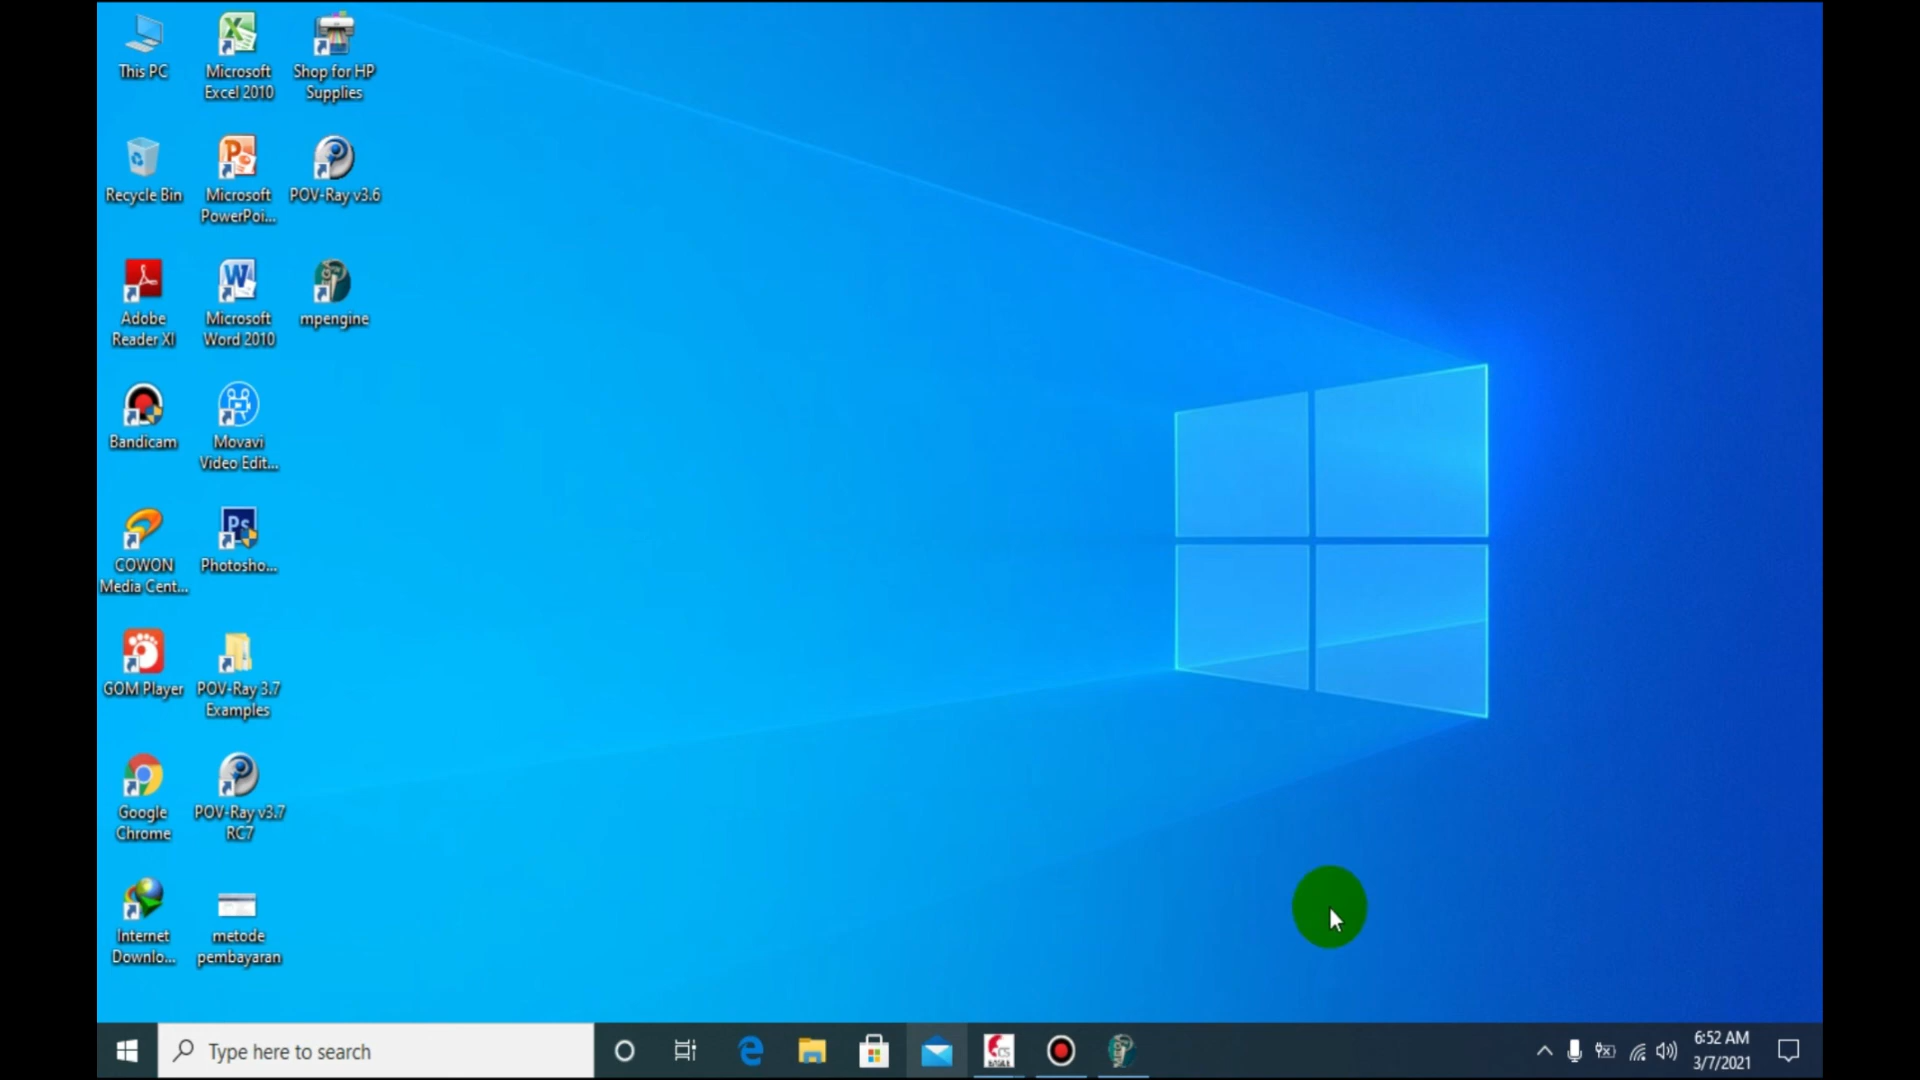 This PC
Microsoft
Excel 2010
Shop for HP
Supplies
Recycle Bin
Microsoft
PowerPoi...
POV-Ray v3.6
Adobe
Reader XI
Microsoft
Word 2010
mpengine
Bandicam
Movavi
Video Edit...
COWON
Media Cent...
Ps
Photosho...
GOM Player
POV-Ray 3.7
Examples
Google
Chrome
POV-Ray v3.7
RC7
Internet
Downlo...
metode
pembayaran
Type here to search
CS
6:52 AM
3/7/2021